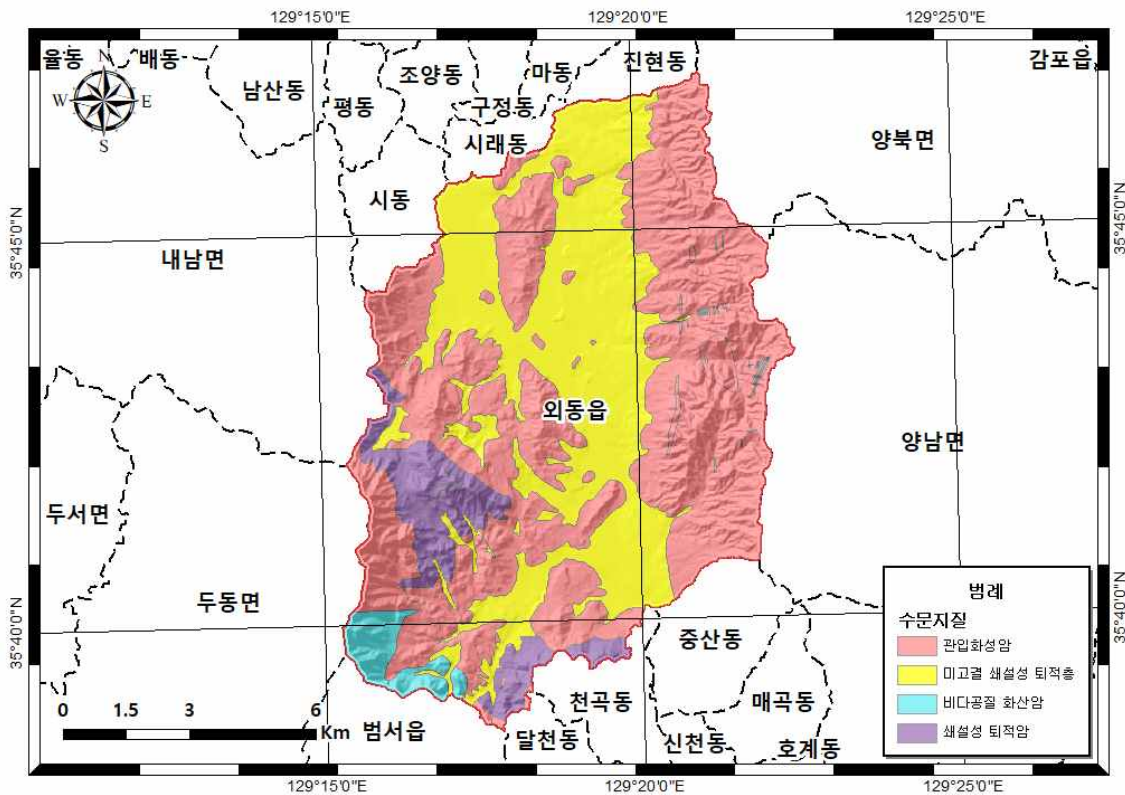 129°15'0"E 129°20'0"E 129°25'0"E
율동 배동 조양동 마동 진현동 감포읍
N
W E
S
남산동 평동 구정동
시래동
양북면
시동
35°45'0"N 35°45'0"N
내남면
외동읍
양남면
두서면
두동면
35°40'0"N 35°40'0"N
중산동
천곡동
매곡동
범서읍 달천동 신천동 호계동
0 1.5 3 6
Km
범례
수문지질
관입화성암
미고결 쇄설성 퇴적층
비다공질 화산암
쇄설성 퇴적암
129°15'0"E 129°20'0"E 129°25'0"E